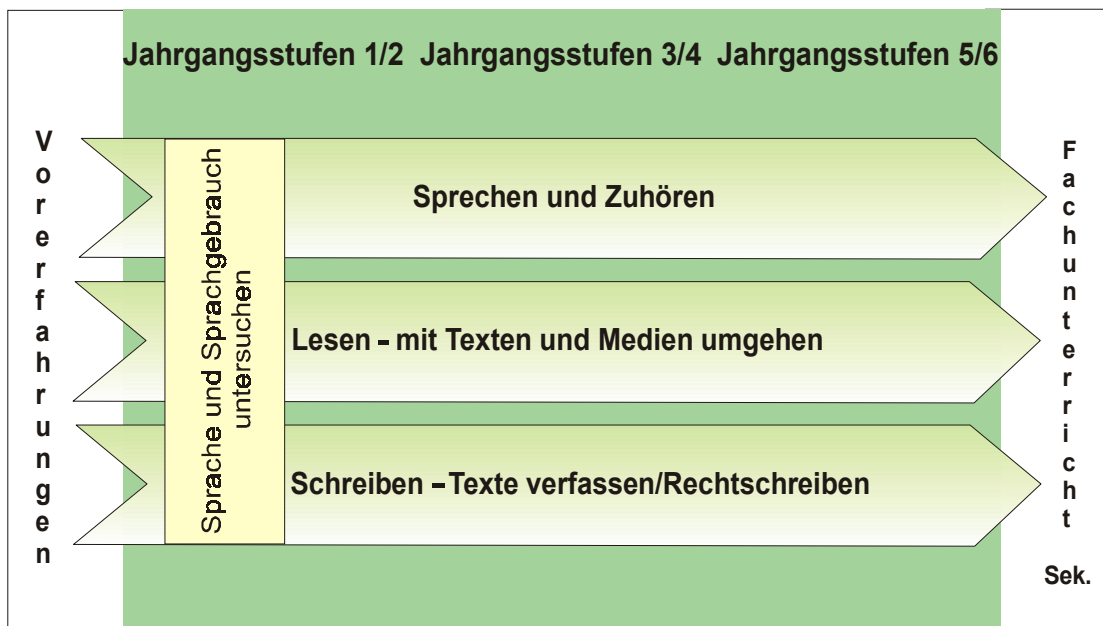 Jahrgangsstufen 1/2 Jahrgangsstufen 3/4 Jahrgangsstufen 5/6
Vorerfahrungen
Sprache und Sprachgebrauch
untersuchen
Sprechen und Zuhören
Lesen – mit Texten und Medien umgehen
Schreiben – Texte verfassen/Rechtschreiben
Fachunterricht
Sek.